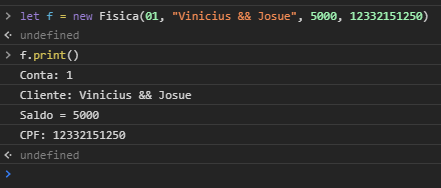 > let f = new Fisica(01, "Vinicius && Josue", 5000, 12332151250)
<· undefined
> f.print()
Conta: 1
Cliente: Vinicius && Josue
Saldo = 5000
CPF: 12332151250
<· undefined
>